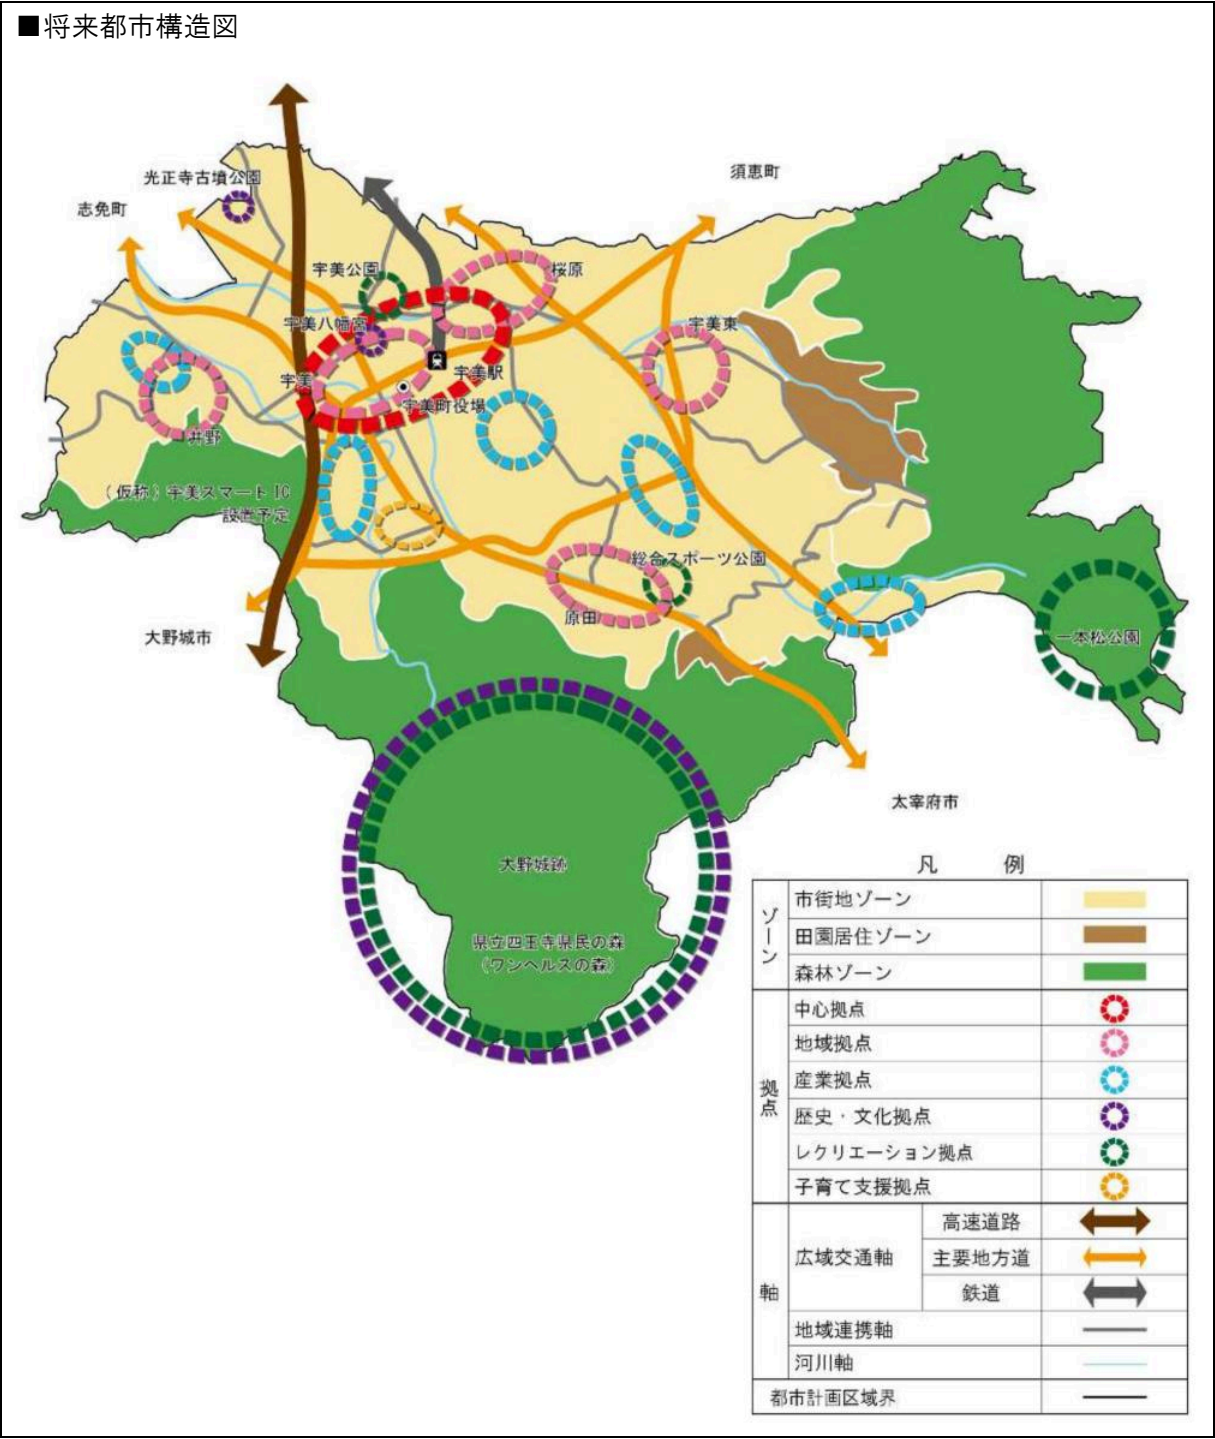 ■将来都市構造図
光正寺古墳公園
須恵町
志免町
宇美公園
桜原
宇美八幡宮
宇美東
宇美
宇美駅
宇美町役場
井野
（仮称）宇美スマートIC
設置予定
総合スポーツ公園
原田
大野城市
一本松公園
太宰府市
大野城跡
県立四王寺県民の森
（ワンヘルスの森）
凡　例
ゾーン
市街地ゾーン
田園居住ゾーン
森林ゾーン
拠点
中心拠点
地域拠点
産業拠点
歴史・文化拠点
レクリエーション拠点
子育て支援拠点
軸
広域交通軸
高速道路
主要地方道
鉄道
地域連携軸
河川軸
都市計画区域界